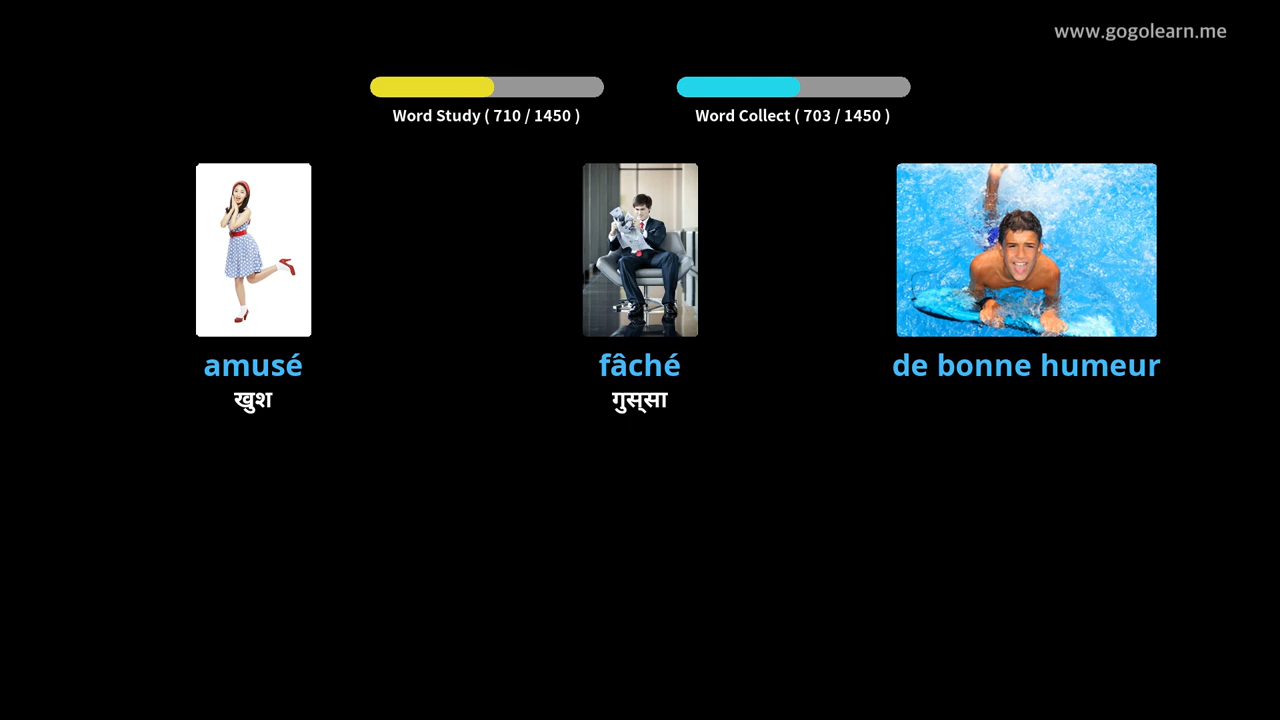 www.gogolearn.me
Word Study ( 710 / 1450 )
Word Collect ( 703 / 1450 )
amusé
खुश
fâché
गुस्सा
de bonne humeur